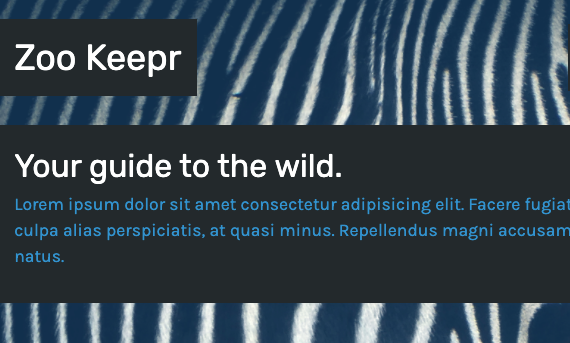 Zoo Keepr
Your guide to the wild.
Lorem ipsum dolor sit amet consectetur adipisicing elit. Facere fugiat
culpa alias perspiciatis, at quasi minus. Repellendus magni accusam
natus.